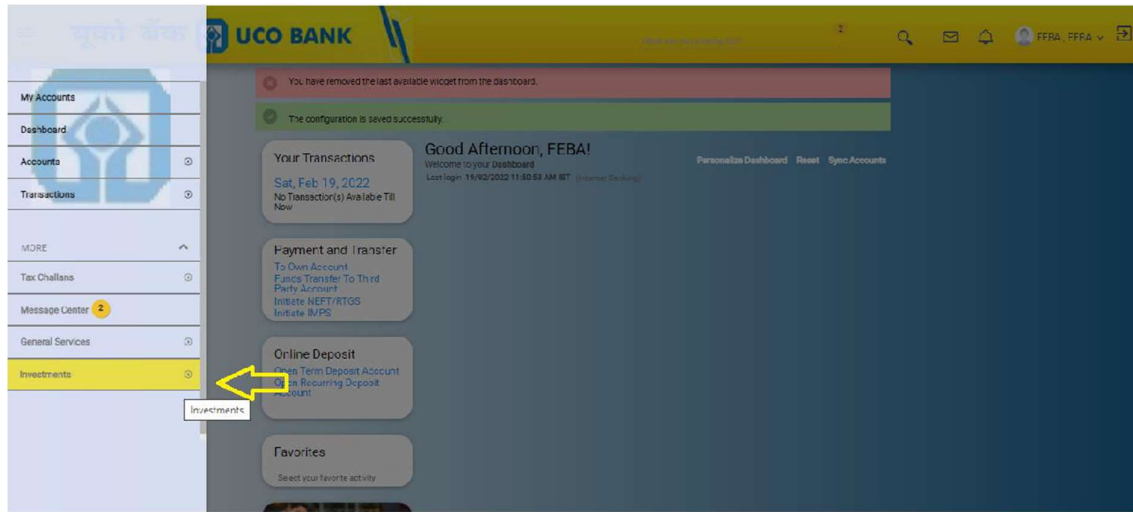 यूको बैंक UCO BANK
2
FEBA, FEBA
My Accounts
Dashboard
Accounts
Transactions
MORE
Tax Challans
Message Center 2
General Services
Investments
Investments
You have removed the last available widget from the dashboard.
The configuration is saved successfully.
Your Transactions
Sat, Feb 19, 2022
No Transaction(s) Available Till
Now
Good Afternoon, FEBA!
Welcome to your Dashboard
Last login 19/02/2022 11:50:53 AM IST (Internet Banking)
Personalize Dashboard Reset Sync Accounts
Payment and Transfer
To Own Account
Funds Transfer To Third
Party Account
Initiate NEFT/RTGS
Initiate IMPS
Online Deposit
Open Term Deposit Account
Open Recurring Deposit
Account
Favorites
Select your favorite activity